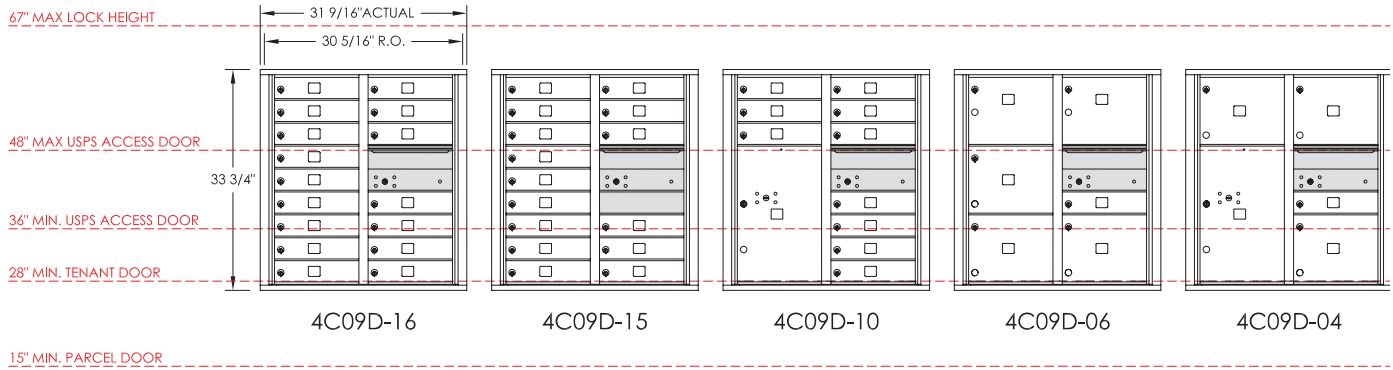 67" MAX LOCK HEIGHT
31 9/16"ACTUAL
30 5/16" R.O.
48" MAX USPS ACCESS DOOR
33 3/4"
36" MIN. USPS ACCESS DOOR
28" MIN. TENANT DOOR
4C09D-16
4C09D-15
4C09D-10
4C09D-06
4C09D-04
15" MIN. PARCEL DOOR